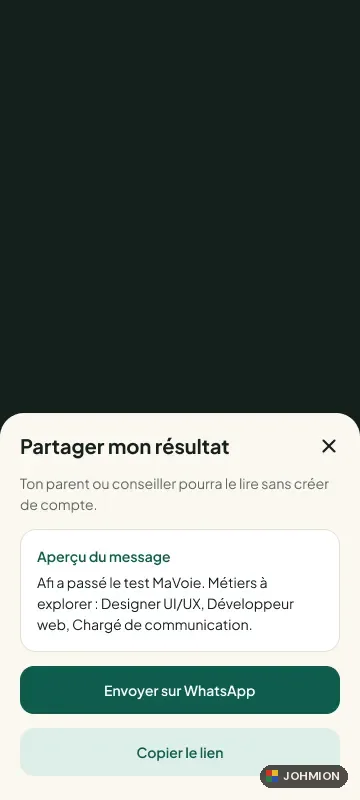 Partager mon résultat
Ton parent ou conseiller pourra le lire sans créer
de compte.
Aperçu du message
Afi a passé le test MaVoie. Métiers à
explorer : Designer UI/UX, Développeur
web, Chargé de communication.
Envoyer sur WhatsApp
Copier le lien
JOHMION